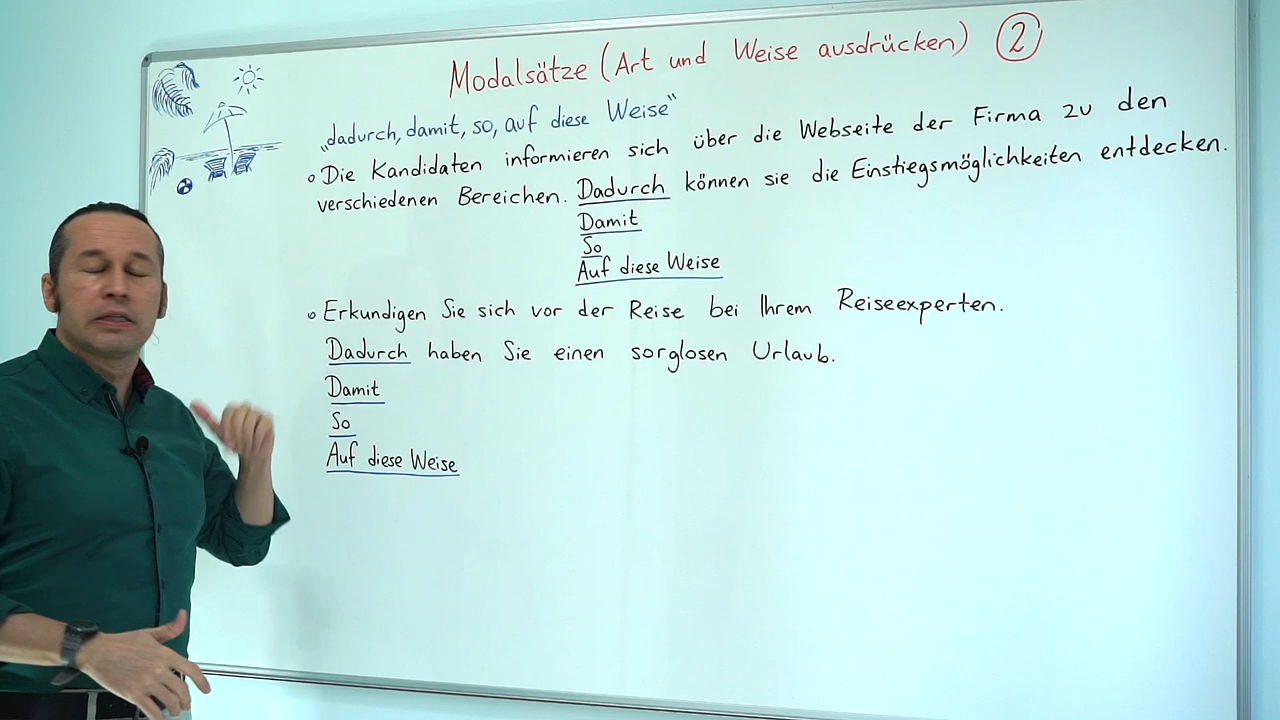 Modalsätze (Art und Weise ausdrücken) 2
„dadurch, damit, so, auf diese Weise“
Die Kandidaten informieren sich über die Webseite der Firma zu den
verschiedenen Bereichen. Dadurch können sie die Einstiegsmöglichkeiten entdecken.
Damit
So
Auf diese Weise
Erkundigen Sie sich vor der Reise bei Ihrem Reiseexperten.
Dadurch haben Sie einen sorglosen Urlaub.
Damit
So
Auf diese Weise